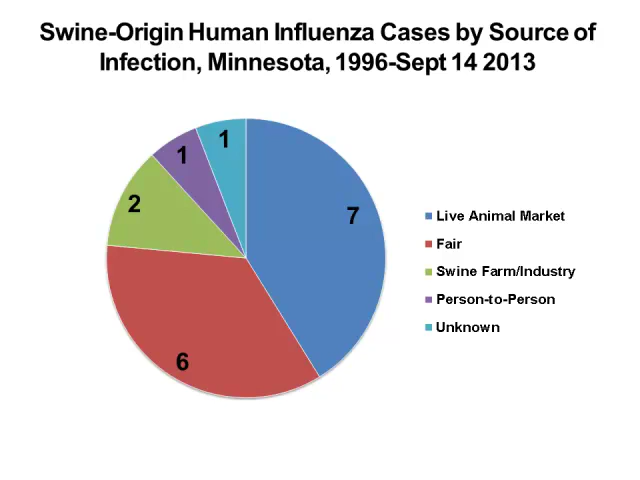 Swine-Origin Human Influenza Cases by Source of
Infection, Minnesota, 1996-Sept 14 2013
1
1
2
7
6
Live Animal Market
Fair
Swine Farm/Industry
Person-to-Person
Unknown